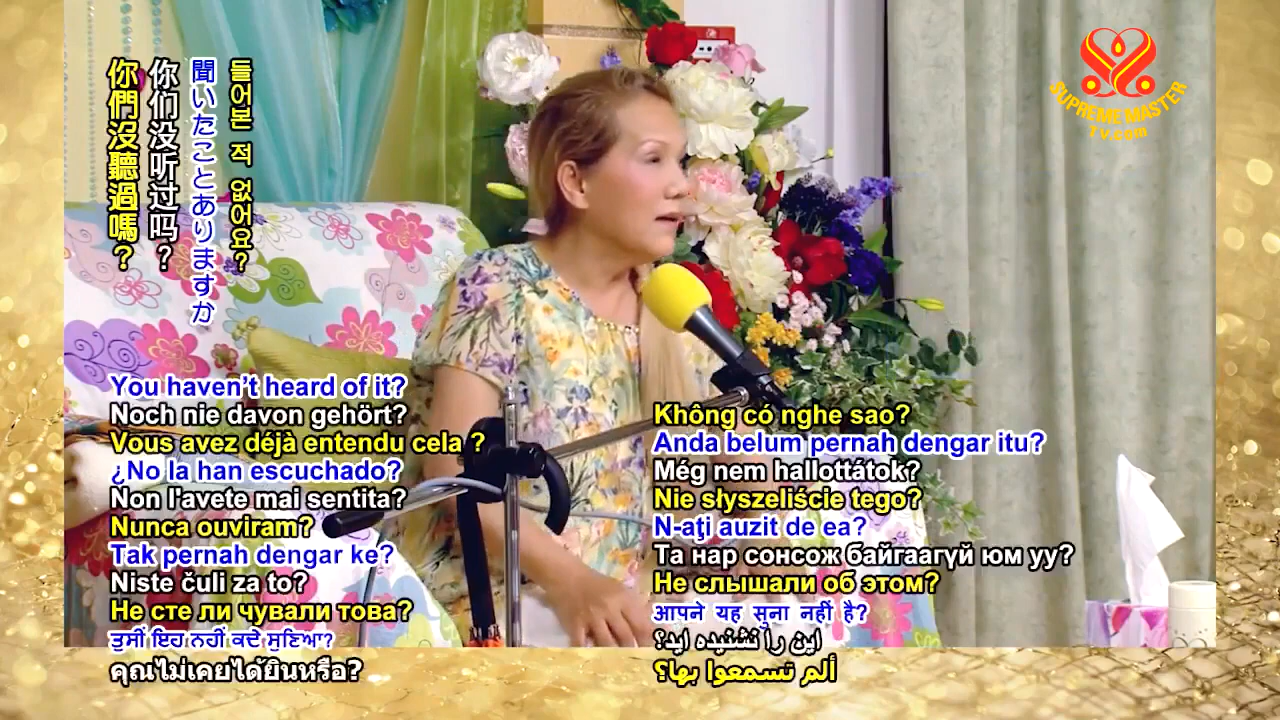 你們沒聽過嗎？
你们没听过吗？
聞いたことありますか
들어본 적 없어요?
SUPREME MASTER
TV.com
You haven't heard of it?
Noch nie davon gehört?
Vous avez déjà entendu cela ?
¿No la han escuchado?
Non l'avete mai sentita?
Nunca ouviram?
Tak pernah dengar ke?
Niste čuli za to?
Не сте ли чували това?
ਤੁਸੀਂ ਇਹ ਨਹੀਂ ਕਦੇ ਸੁਣਿਆ?
คุณไม่เคยได้ยินหรือ?
Không có nghe sao?
Anda belum pernah dengar itu?
Még nem hallottátok?
Nie słyszeliście tego?
N-aţi auzit de ea?
Та нар сонсож байгаагүй юм уу?
Не слышали об этом?
आपने यह सुना नहीं है?
این را نشنیده اید؟
ألم تسمعوا بها؟